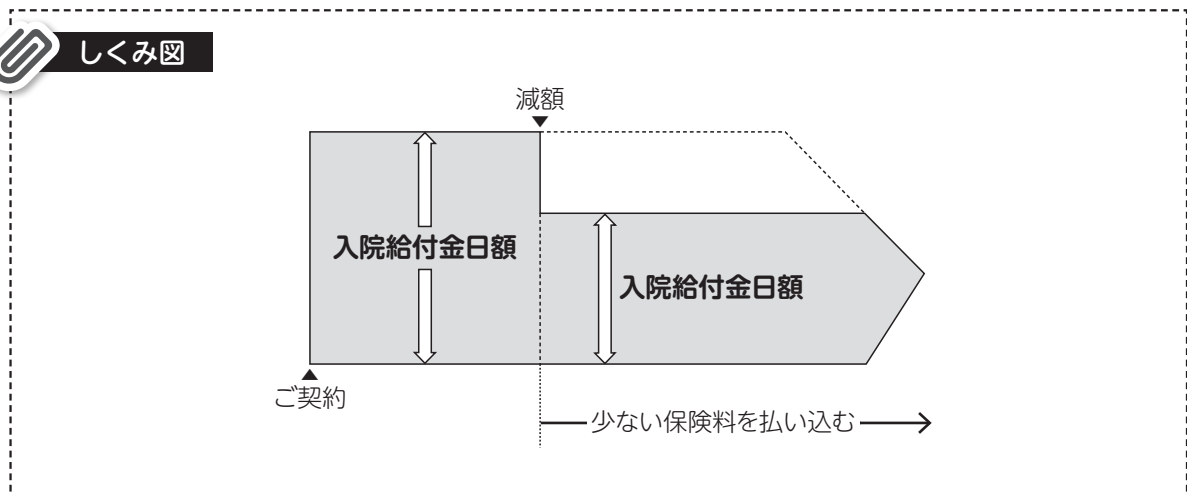 しくみ図
減額
入院給付金日額
入院給付金日額
ご契約
少ない保険料を払い込む